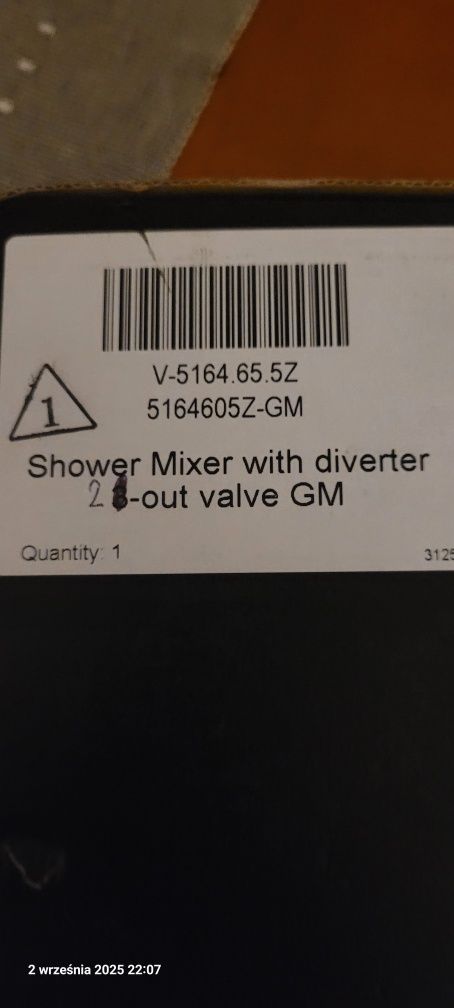 V-5164.65.5Z
5164605Z-GM
1
Shower Mixer with diverter
2 -out valve GM
Quantity: 1
3125
2 września 2025 22:07